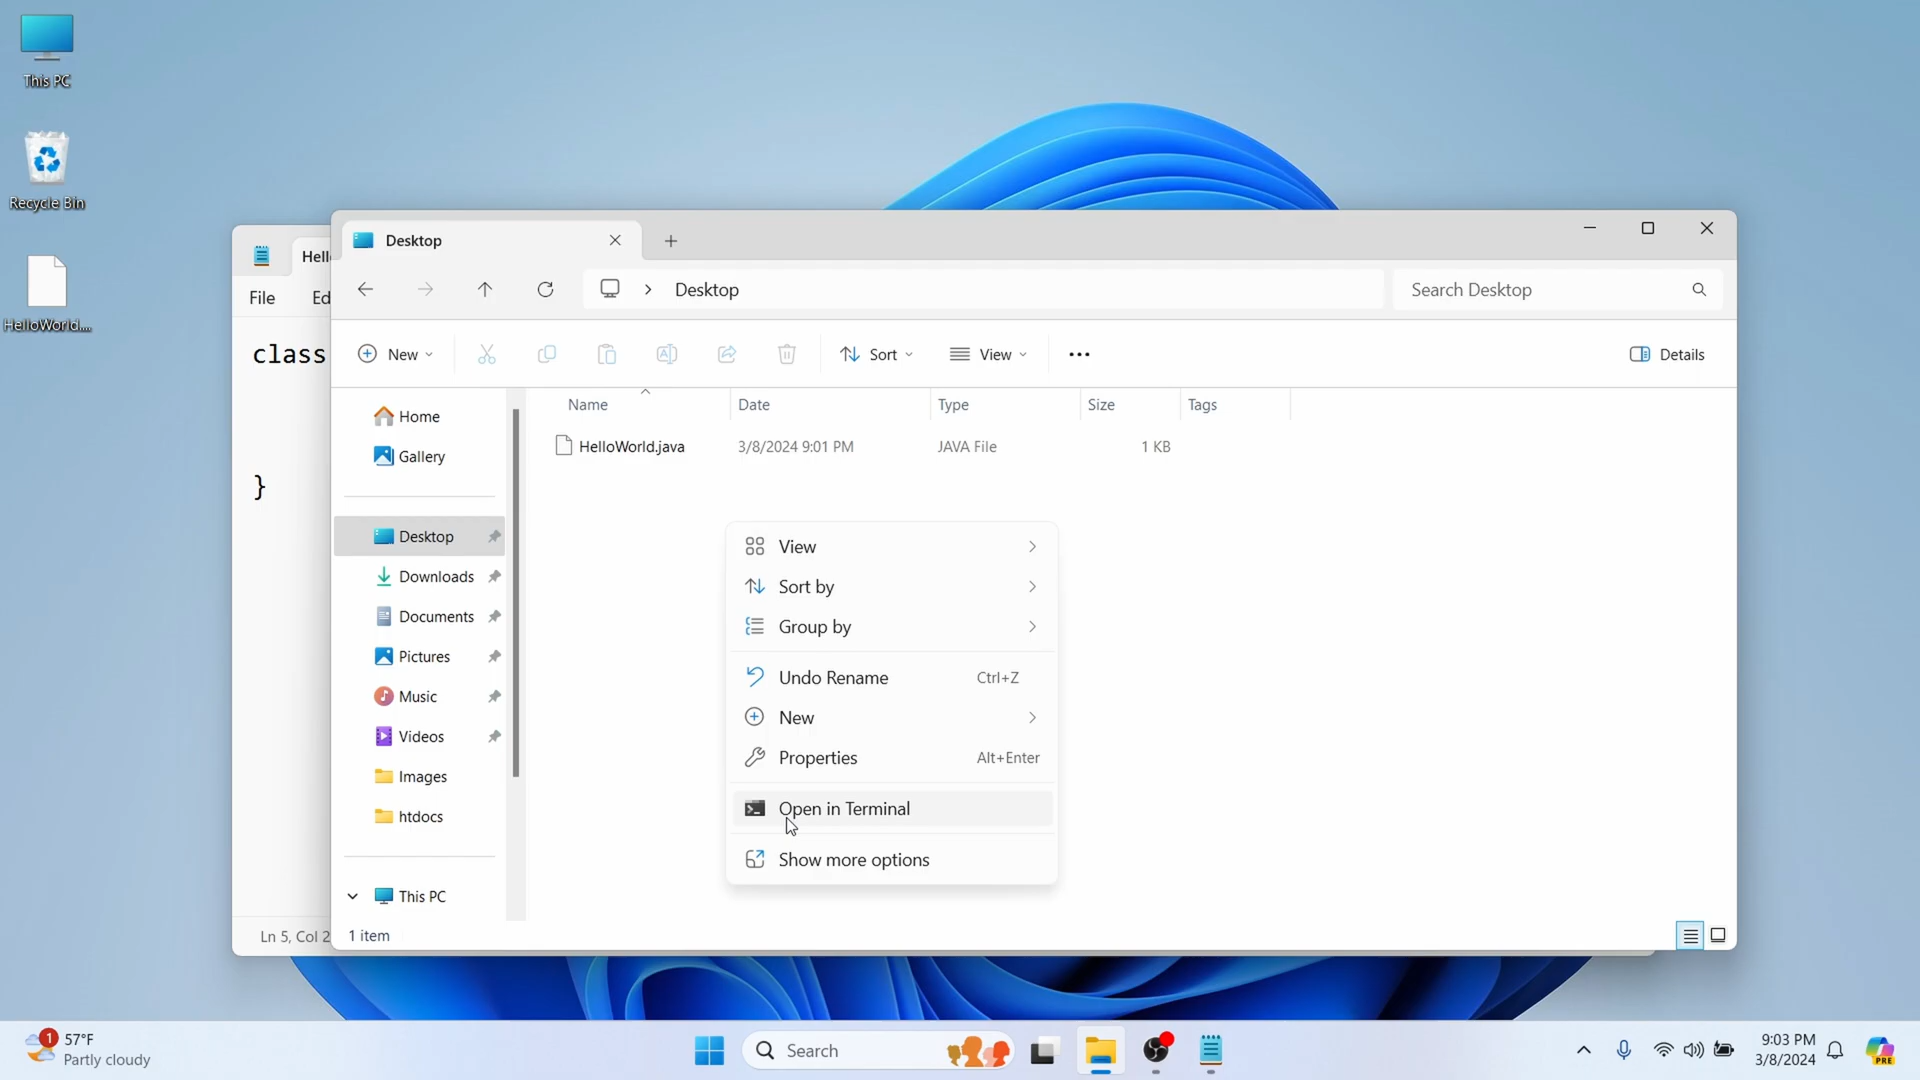 This PC
Recycle Bin
HelloWorld....
Hell
File
Ed
class
}
Ln 5, Col 2
Desktop
Desktop
Search Desktop
New
Sort
View
Details
Name
Date
Type
Size
Tags
HelloWorld.java
3/8/2024 9:01 PM
JAVA File
1 KB
Home
Gallery
Desktop
Downloads
Documents
Pictures
Music
Videos
Images
htdocs
This PC
1 item
View
Sort by
Group by
Undo Rename
Ctrl+Z
New
Properties
Alt+Enter
Open in Terminal
Show more options
1
57°F
Partly cloudy
Search
9:03 PM
3/8/2024
PRE